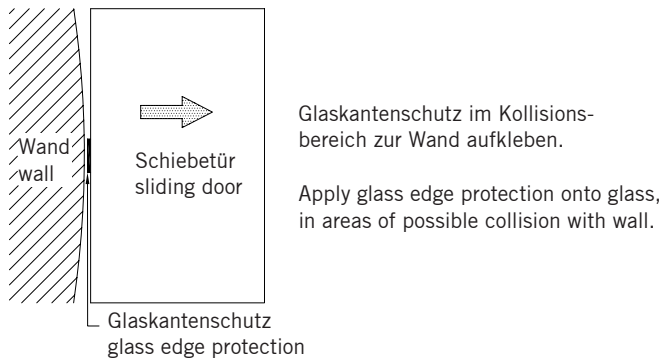 Wand
wall
Schiebetür
sliding door
Glaskantenschutz
glass edge protection
Glaskantenschutz im Kollisions-
bereich zur Wand aufkleben.
Apply glass edge protection onto glass,
in areas of possible collision with wall.